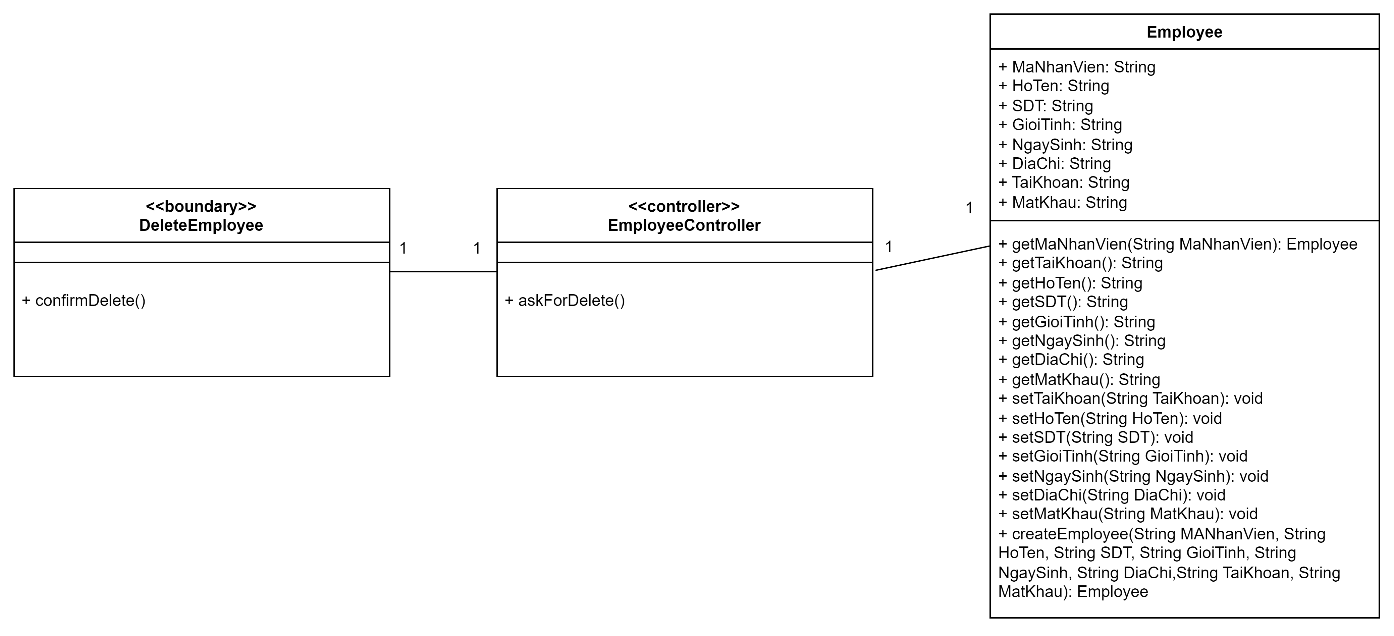 <<boundary>>
DeleteEmployee
+ confirmDelete()
1
1
<<controller>>
EmployeeController
+ askForDelete()
1
1
Employee
+ MaNhanVien: String
+ HoTen: String
+ SDT: String
+ GioiTinh: String
+ NgaySinh: String
+ DiaChi: String
+ TaiKhoan: String
+ MatKhau: String
+ getMaNhanVien(String MaNhanVien): Employee
+ getTaiKhoan(): String
+ getHoTen(): String
+ getSDT(): String
+ getGioiTinh(): String
+ getNgaySinh(): String
+ getDiaChi(): String
+ getMatKhau(): String
+ setTaiKhoan(String TaiKhoan): void
+ setHoTen(String HoTen): void
+ setSDT(String SDT): void
+ setGioiTinh(String GioiTinh): void
+ setNgaySinh(String NgaySinh): void
+ setDiaChi(String DiaChi): void
+ setMatKhau(String MatKhau): void
+ createEmployee(String MANhanVien, String
HoTen, String SDT, String GioiTinh, String
NgaySinh, String DiaChi,String TaiKhoan, String
MatKhau): Employee